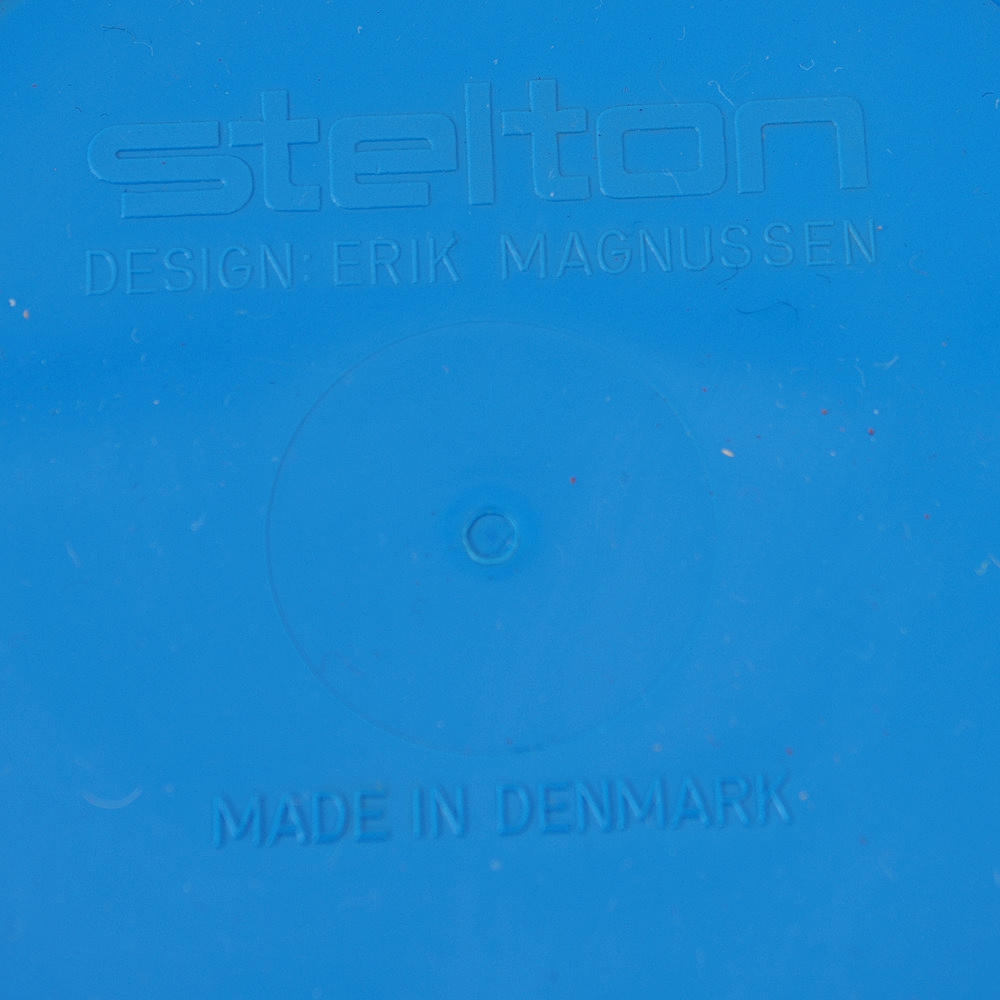 stelton
DESIGN: ERIK MAGNUSSEN
MADE IN DENMARK